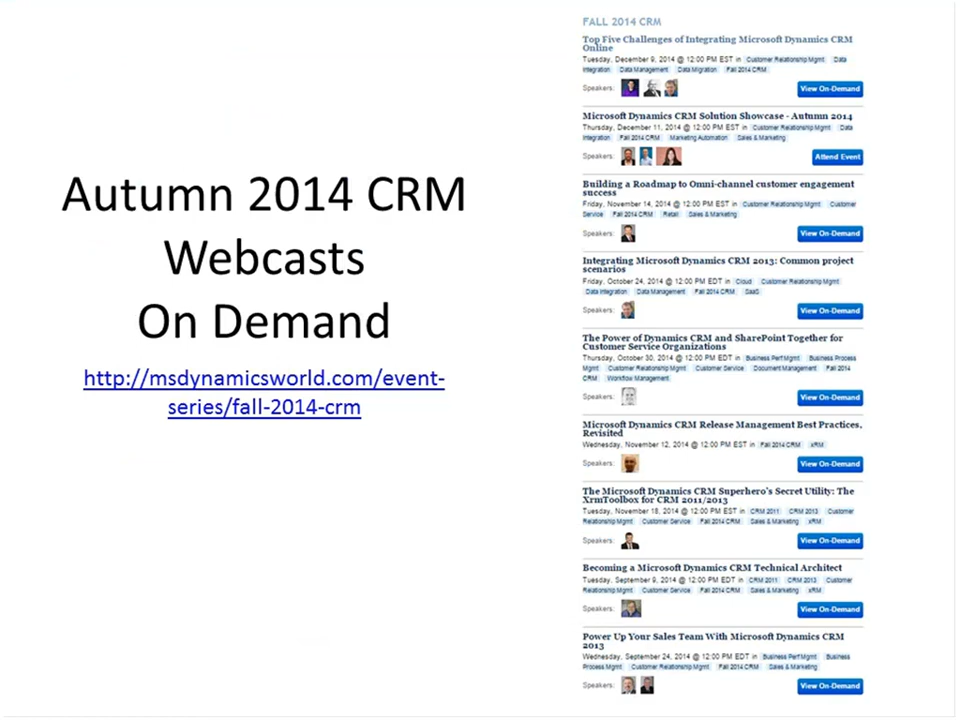 Autumn 2014 CRM
Webcasts
On Demand
http://msdynamicsworld.com/event-
series/fall-2014-crm
FALL 2014 CRM
Top Five Challenges of Integrating Microsoft Dynamics CRM
Online
Tuesday, December 9, 2014 @ 12:00 PM EST in Customer Relationship Mgmt Data
Integration Data Management Data Migration Fall 2014 CRM
Speakers:
View On-Demand
Microsoft Dynamics CRM Solution Showcase - Autumn 2014
Thursday, December 11, 2014 @ 12:00 PM EST in Customer Relationship Mgmt Data
Integration Fall 2014 CRM Marketing Automation Sales & Marketing
Speakers:
Attend Event
Building a Roadmap to Omni-channel customer engagement
success
Friday, November 14, 2014 @ 12:00 PM EST in Customer Relationship Mgmt Customer
Service Fall 2014 CRM Retail Sales & Marketing
Speakers:
View On-Demand
Integrating Microsoft Dynamics CRM 2013: Common project
scenarios
Friday, October 24, 2014 @ 12:00 PM EDT in Cloud Customer Relationship Mgmt
Data Integration Data Management Fall 2014 CRM SaaS
Speakers:
View On-Demand
The Power of Dynamics CRM and SharePoint Together for
Customer Service Organizations
Thursday, October 30, 2014 @ 12:00 PM EDT in Business Perf Mgmt Business Process
Mgmt Customer Relationship Mgmt Customer Service Document Management Fall 2014
CRM Workflow Management
Speakers:
View On-Demand
Microsoft Dynamics CRM Release Management Best Practices,
Revisited
Wednesday, November 12, 2014 @ 12:00 PM EST in Fall 2014 CRM xRM
Speakers:
View On-Demand
The Microsoft Dynamics CRM Superhero's Secret Utility: The
XrmToolbox for CRM 2011/2013
Tuesday, November 18, 2014 @ 12:00 PM EST in CRM 2011 CRM 2013 Customer
Relationship Mgmt Customer Service Fall 2014 CRM Sales & Marketing xRM
Speakers:
View On-Demand
Becoming a Microsoft Dynamics CRM Technical Architect
Tuesday, September 9, 2014 @ 12:00 PM EDT in CRM 2011 CRM 2013 Customer
Relationship Mgmt Customer Service Fall 2014 CRM Sales & Marketing xRM
Speakers:
View On-Demand
Power Up Your Sales Team With Microsoft Dynamics CRM
2013
Wednesday, September 24, 2014 @ 12:00 PM EDT in Business Perf Mgmt Business
Process Mgmt Customer Relationship Mgmt Fall 2014 CRM Sales & Marketing
Speakers:
View On-Demand